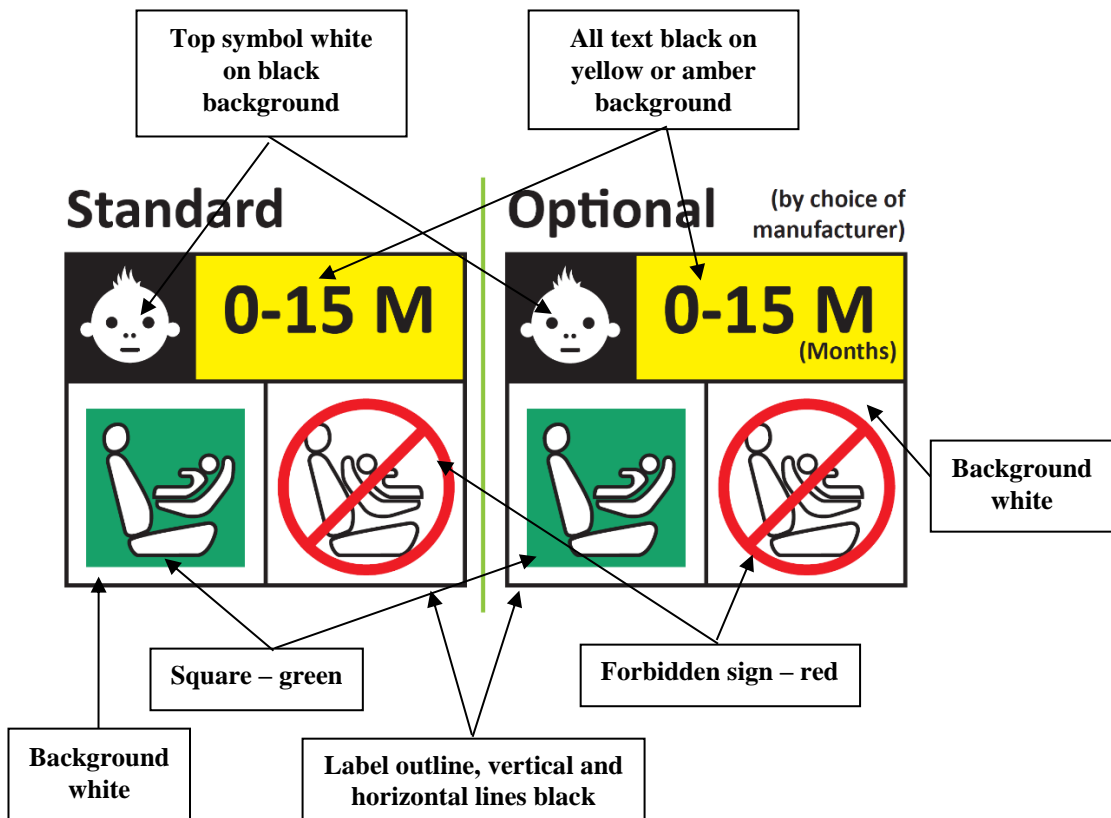 Top symbol white
on black
background
All text black on
yellow or amber
background
Standard
Optional
(by choice of
manufacturer)
0-15 M
0-15 M
(Months)
Background
white
Square – green
Forbidden sign – red
Background
white
Label outline, vertical and
horizontal lines black